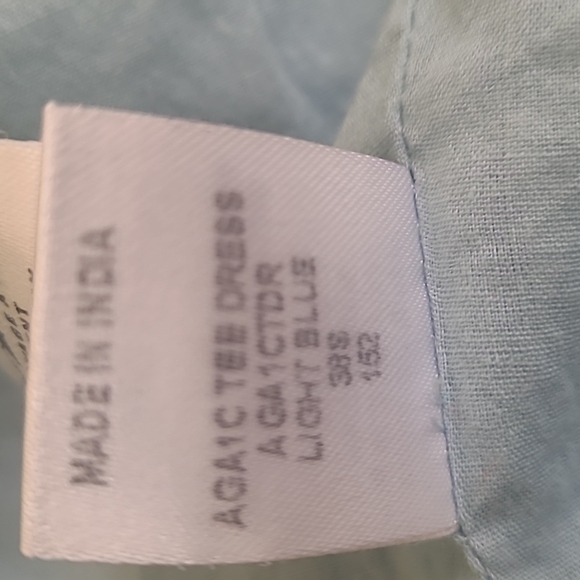 MADE IN INDIA
AGA1C TEE DRESS
AGA1CTDR
LIGHT BLUE
38S
152